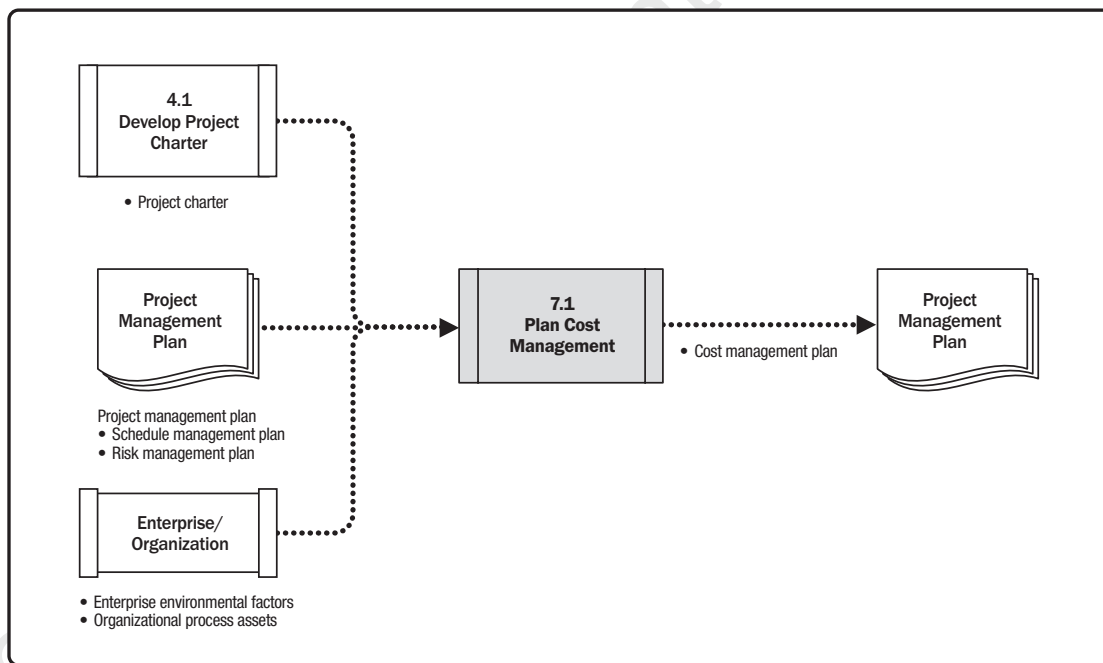 4.1
Develop Project
Charter
• Project charter
Project
Management
Plan
Project management plan
• Schedule management plan
• Risk management plan
Enterprise/
Organization
• Enterprise environmental factors
• Organizational process assets
7.1
Plan Cost
Management
• Cost management plan
Project
Management
Plan